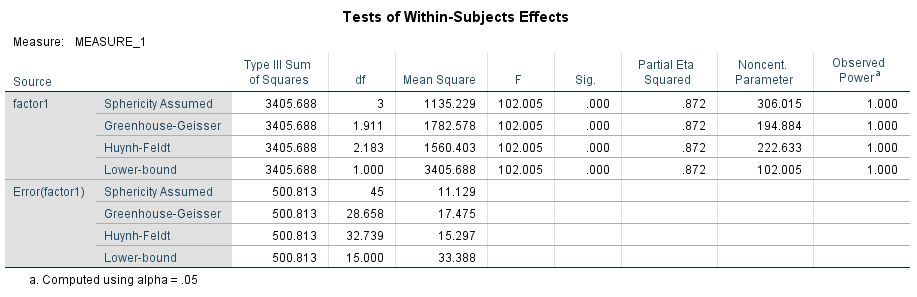 Tests of Within-Subjects Effects
Measure: MEASURE_1
Source Type III Sum of Squares df Mean Square F Sig. Partial Eta Squared Noncent. Parameter Observed Power a
factor1 Sphericity Assumed 3405.688 3 1135.229 102.005 .000 .872 306.015 1.000
Greenhouse-Geisser 3405.688 1.911 1782.578 102.005 .000 .872 194.884 1.000
Huynh-Feldt 3405.688 2.183 1560.403 102.005 .000 .872 222.633 1.000
Lower-bound 3405.688 1.000 3405.688 102.005 .000 .872 102.005 1.000
Error(factor1) Sphericity Assumed 500.813 45 11.129
Greenhouse-Geisser 500.813 28.658 17.475
Huynh-Feldt 500.813 32.739 15.297
Lower-bound 500.813 15.000 33.388
a. Computed using alpha = .05